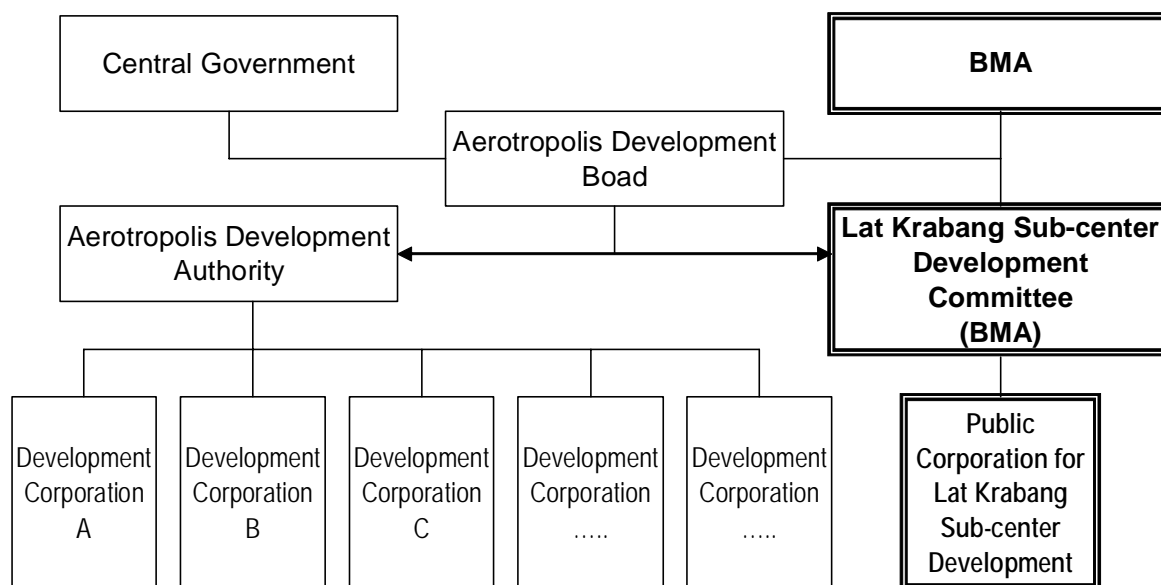 Central Government
BMA
Aerotropolis Development
Boad
Aerotropolis Development
Authority
Lat Krabang Sub-center
Development
Committee
(BMA)
Development
Corporation
A
Development
Corporation
B
Development
Corporation
C
Development
Corporation
.....
Development
Corporation
.....
Public
Corporation for
Lat Krabang
Sub-center
Development